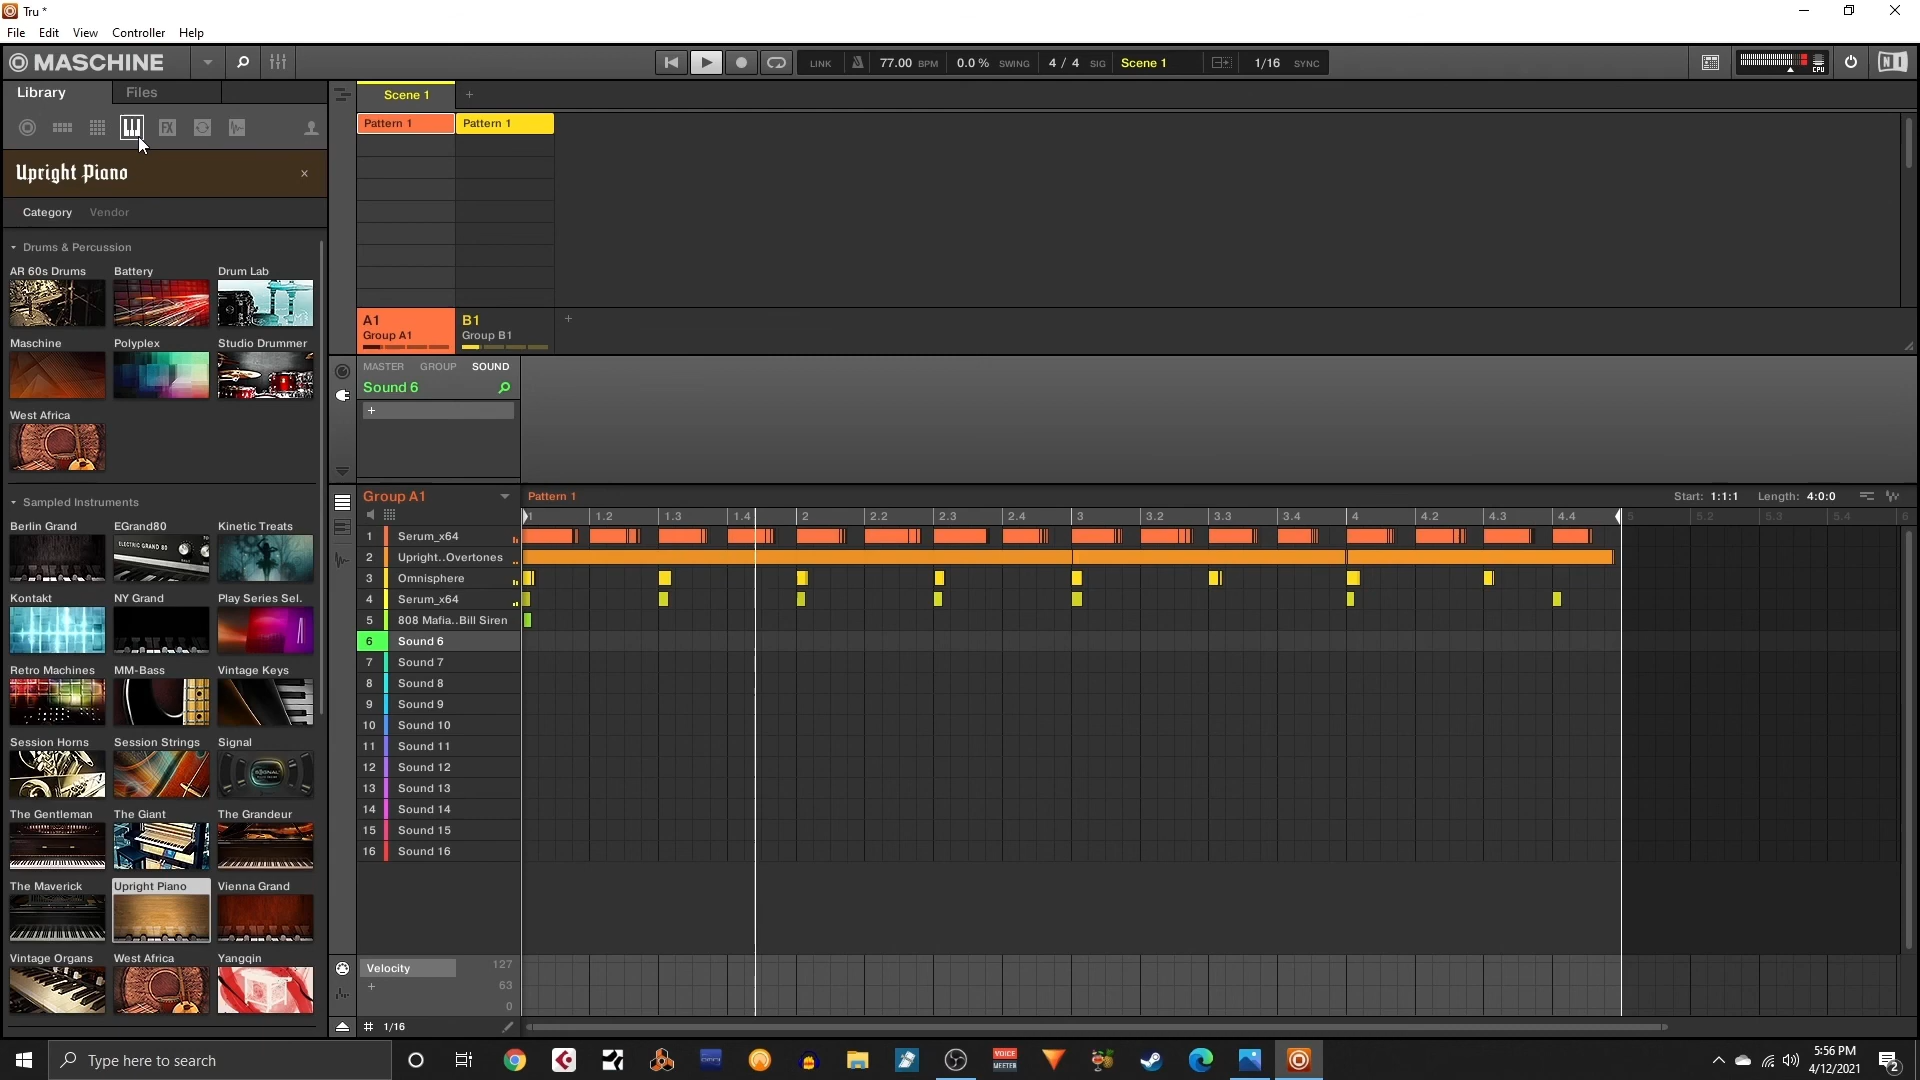 Tru *
File Edit View Controller Help
MASCHINE
LINK 77.00 BPM 0.0 % SWING 4 / 4 SIG Scene 1 1/16 SYNC
CPU
Library Files
Scene 1 +
FX
Pattern 1 Pattern 1
Upright Piano ×
Category Vendor
Drums & Percussion
AR 60s Drums Battery Drum Lab
Maschine Polyplex Studio Drummer
West Africa
Sampled Instruments
Berlin Grand EGrand80 Kinetic Treats
ELECTRIC GRAND 80
Kontakt NY Grand Play Series Sel.
Retro Machines MM-Bass Vintage Keys
Session Horns Session Strings Signal
SIGNAL
The Gentleman The Giant The Grandeur
The Maverick Upright Piano Vienna Grand
Vintage Organs West Africa Yangqin
A1 B1 +
Group A1 Group B1
MASTER GROUP SOUND
Sound 6
+
Group A1 Pattern 1 Start: 1:1:1 Length: 4:0:0
1 1.2 1.3 1.4 2 2.2 2.3 2.4 3 3.2 3.3 3.4 4 4.2 4.3 4.4 5 5.2 5.3 5.4 6
1 Serum_x64
2 Upright..Overtones
3 Omnisphere
4 Serum_x64
5 808 Mafia..Bill Siren
6 Sound 6
7 Sound 7
8 Sound 8
9 Sound 9
10 Sound 10
11 Sound 11
12 Sound 12
13 Sound 13
14 Sound 14
15 Sound 15
16 Sound 16
Velocity 127
+ 63
0
# 1/16
Type here to search
VOICE
MEETER
5:56 PM
4/12/2021
2